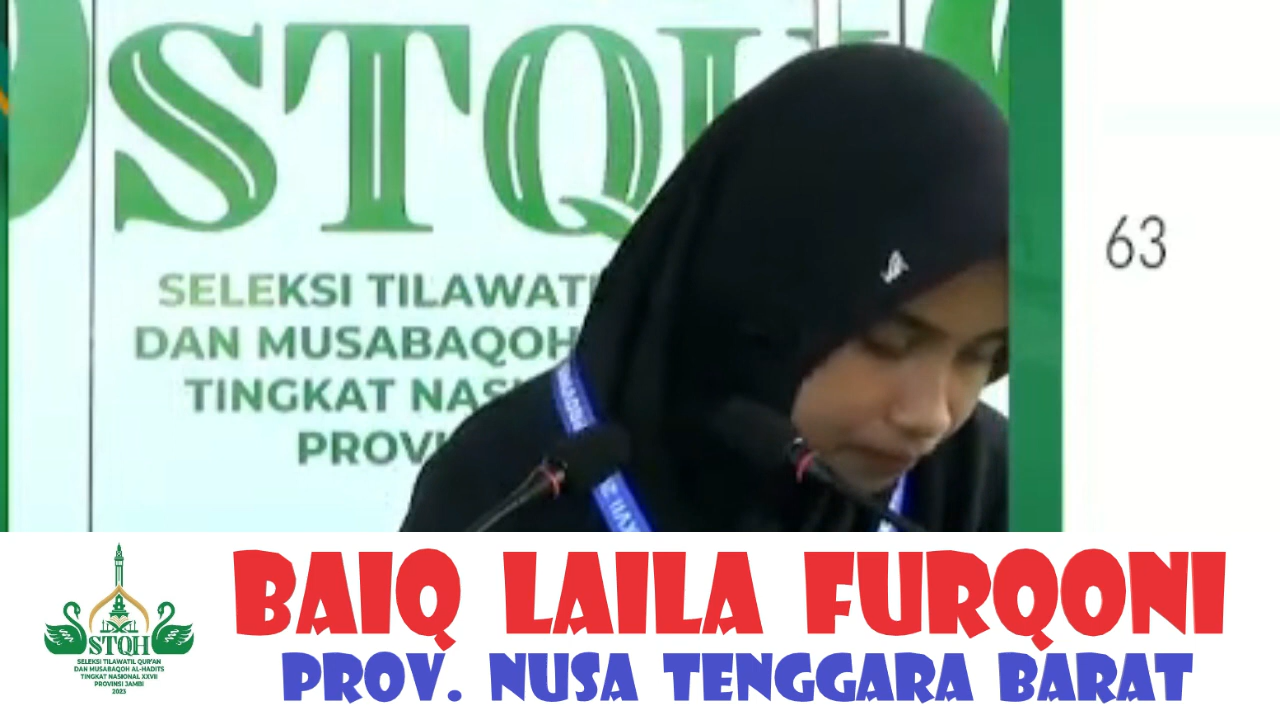 STQH
SELEKSI TILAWATI
DAN MUSABAQOH
TINGKAT NAS
PROV
63
BAIQ LAILA FURQONI
PROV. NUSA TENGGARA BARAT
STQH
SELEKSI TILAWATIL QUR'AN
DAN MUSABAQOH AL-HADITS
TINGKAT NASIONAL XXVII
PROVINSI JAMBI
2023